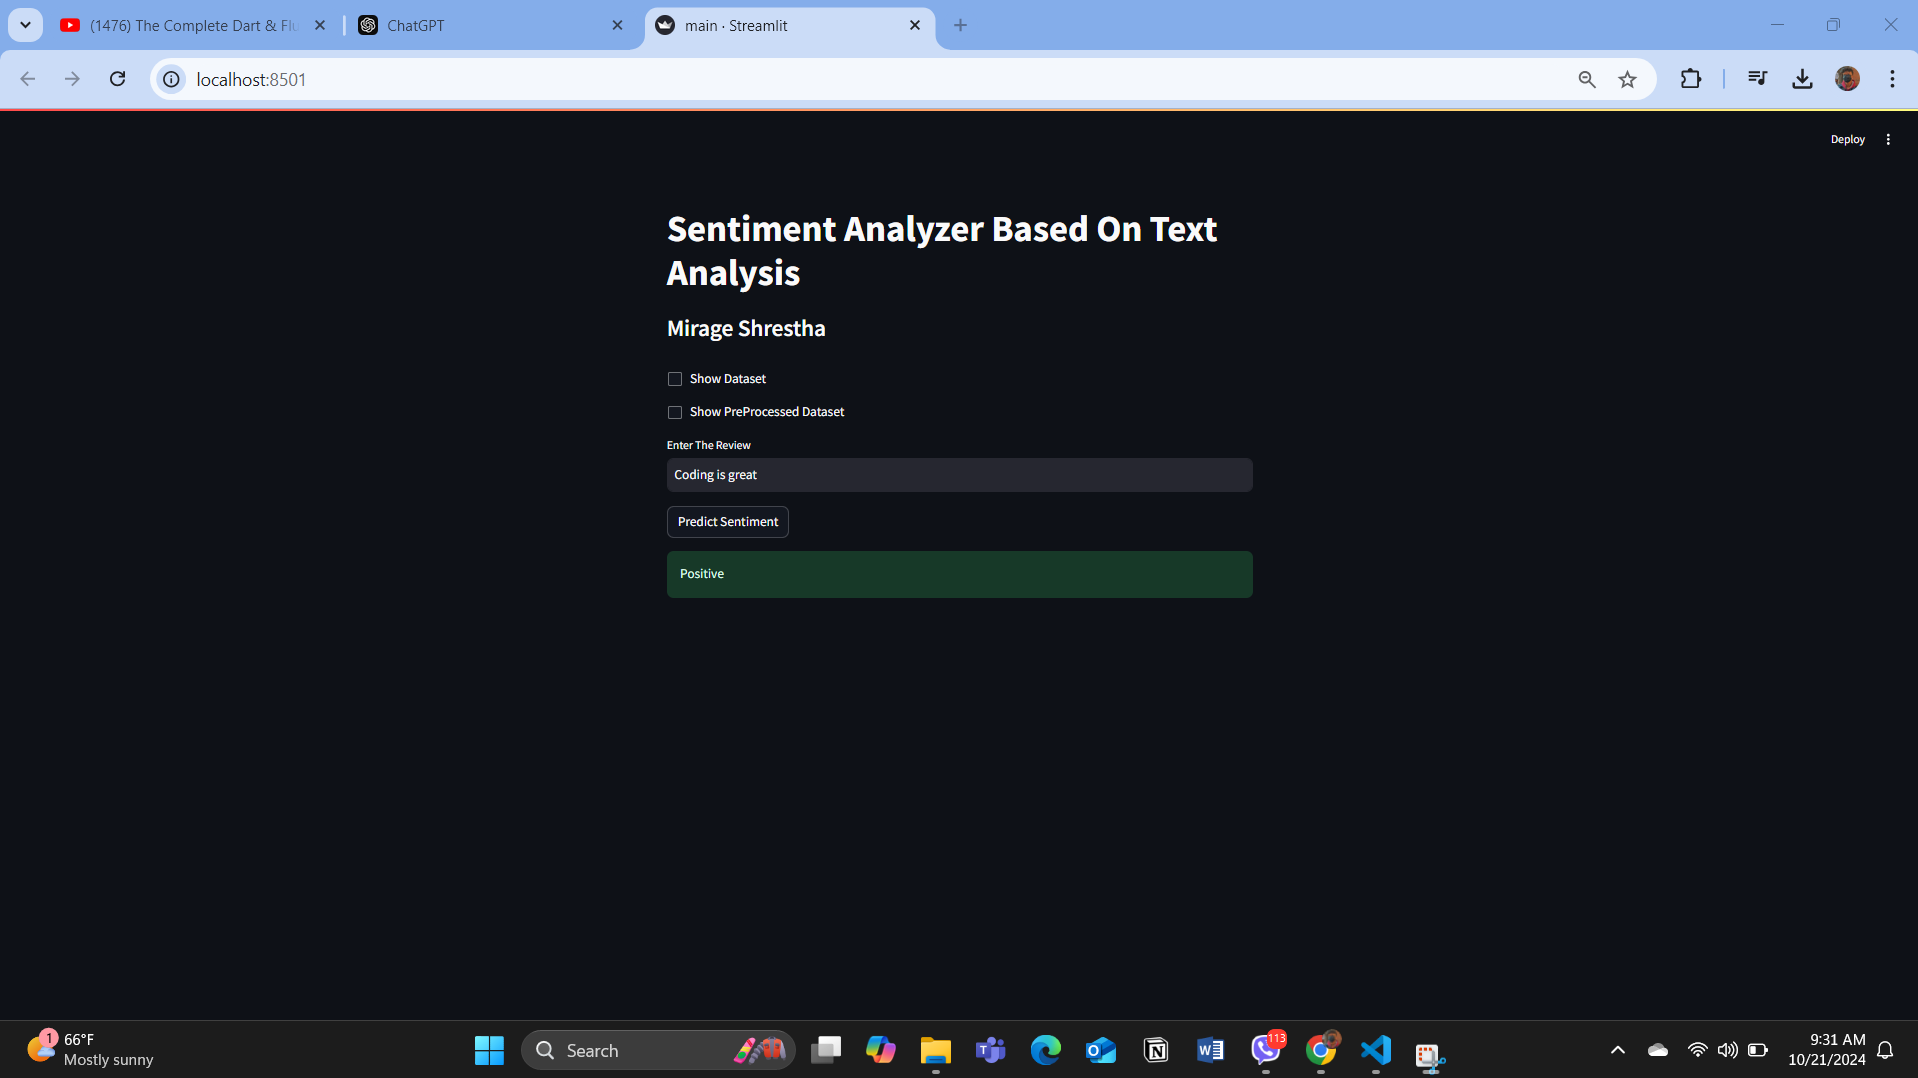 (1476) The Complete Dart & Flu
ChatGPT
main · Streamlit
localhost:8501
Deploy
Sentiment Analyzer Based On Text
Analysis
Mirage Shrestha
Show Dataset
Show PreProcessed Dataset
Enter The Review
Coding is great
Predict Sentiment
Positive
1
66°F
Mostly sunny
Search
113
9:31 AM
10/21/2024